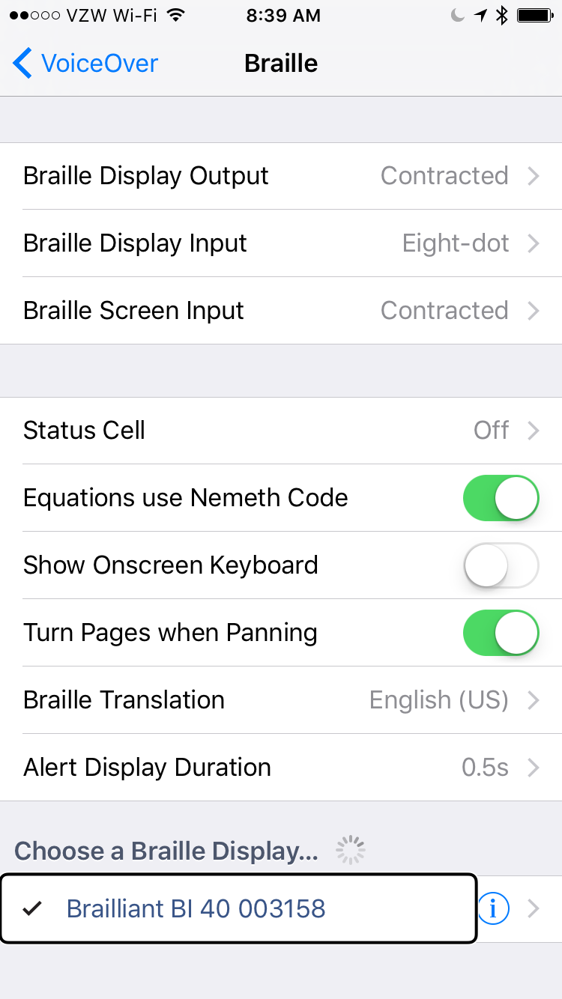 VZW Wi-Fi 8:39 AM
VoiceOver Braille
Braille Display Output Contracted
Braille Display Input Eight-dot
Braille Screen Input Contracted
Status Cell Off
Equations use Nemeth Code
Show Onscreen Keyboard
Turn Pages when Panning
Braille Translation English (US)
Alert Display Duration 0.5s
Choose a Braille Display...
Brailliant BI 40 003158 i